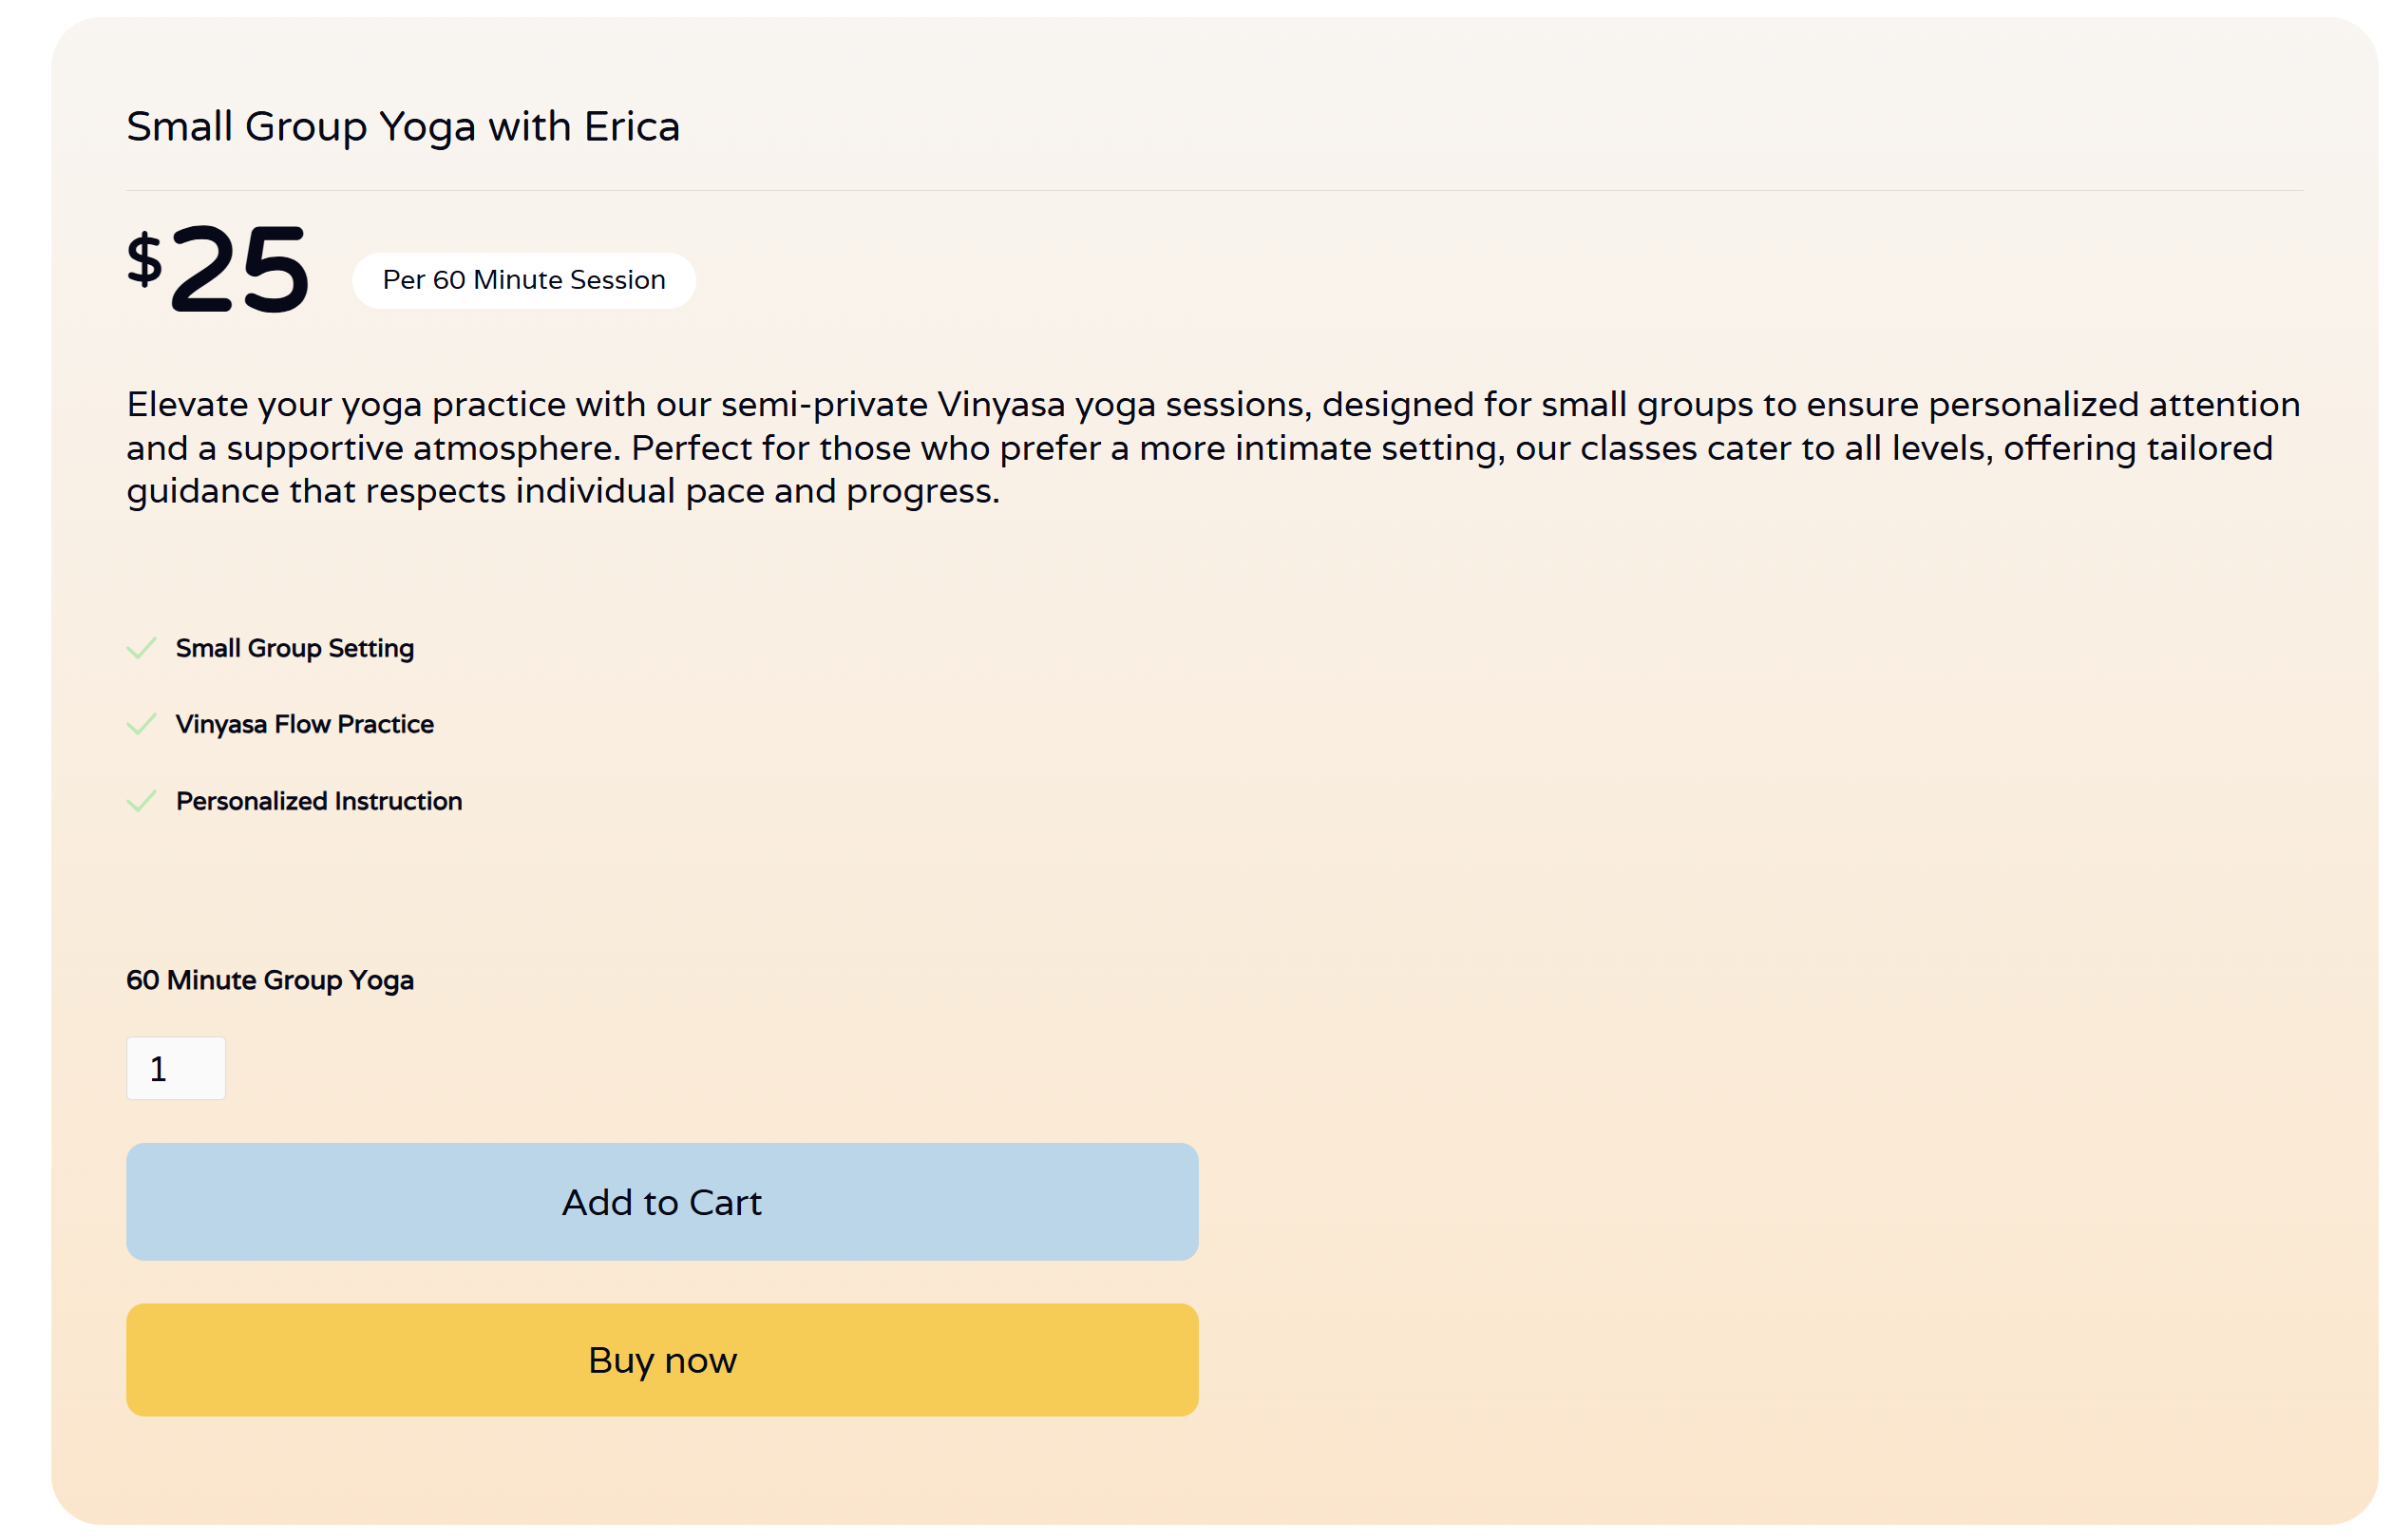 Small Group Yoga with Erica
$25 Per 60 Minute Session
Elevate your yoga practice with our semi-private Vinyasa yoga sessions, designed for small groups to ensure personalized attention
and a supportive atmosphere. Perfect for those who prefer a more intimate setting, our classes cater to all levels, offering tailored
guidance that respects individual pace and progress.
Small Group Setting
Vinyasa Flow Practice
Personalized Instruction
60 Minute Group Yoga
1
Add to Cart
Buy now